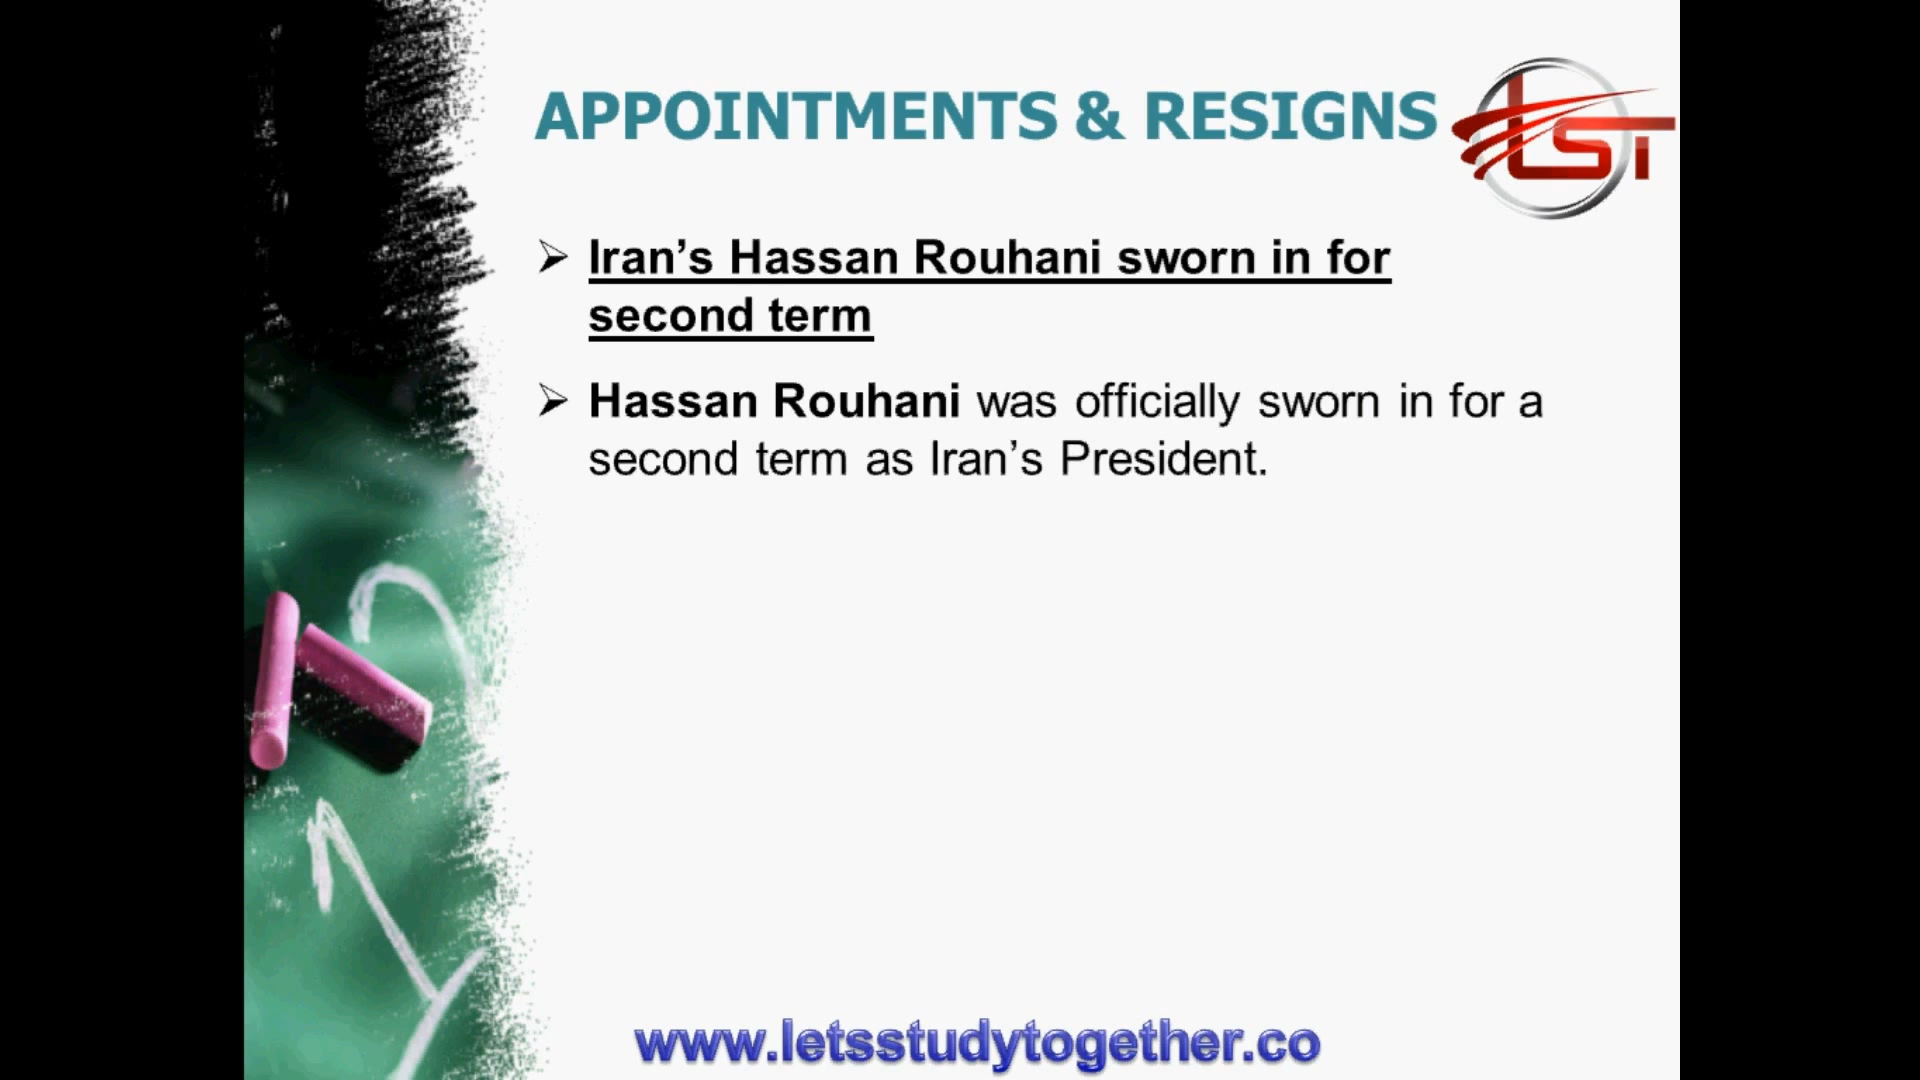 APPOINTMENTS & RESIGNS
LST
➢ Iran’s Hassan Rouhani sworn in for
second term
➢ Hassan Rouhani was officially sworn in for a
second term as Iran’s President.
www.letsstudytogether.co